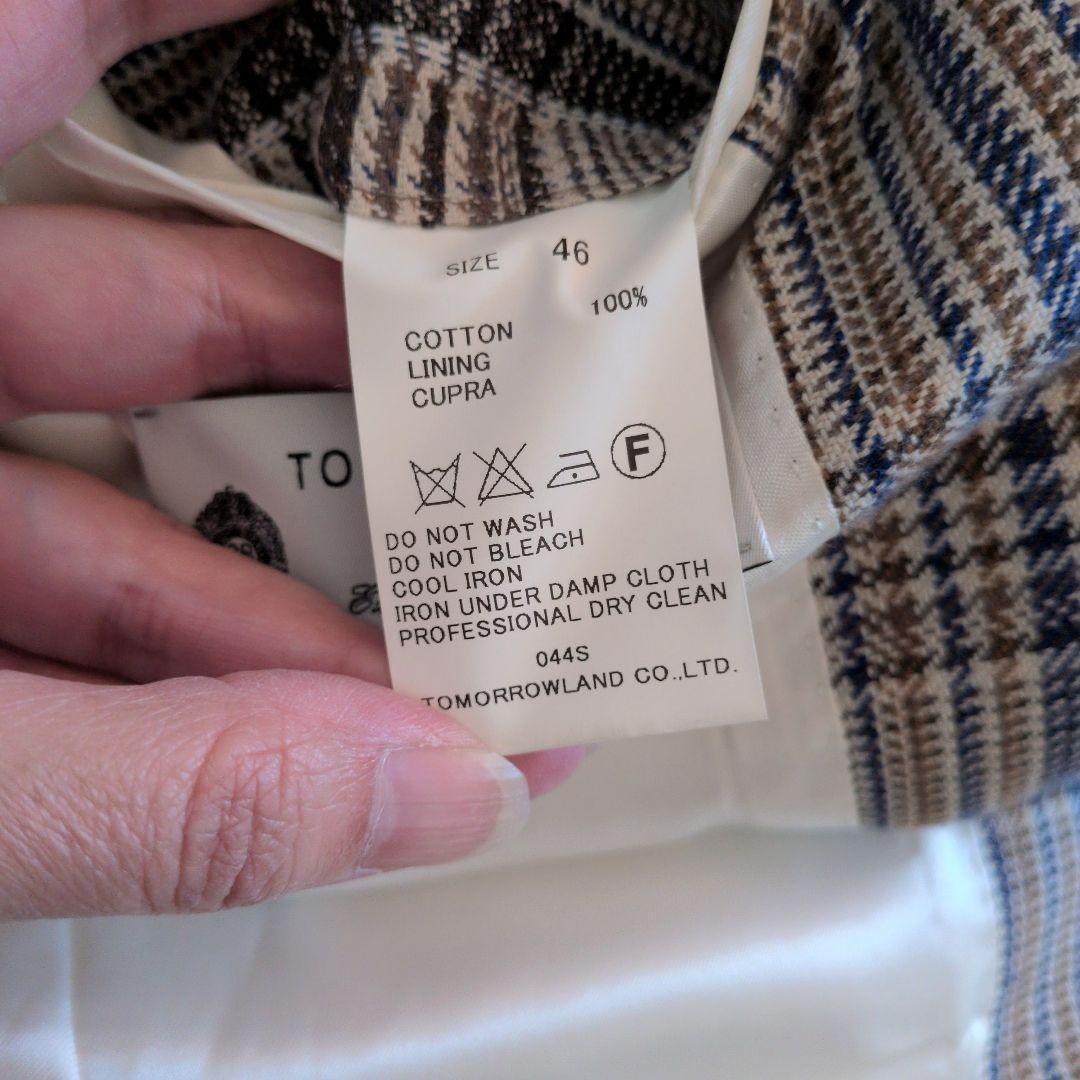 SIZE 46
100%
COTTON
LINING
CUPRA
F
DO NOT WASH
DO NOT BLEACH
COOL IRON
IRON UNDER DAMP CLOTH
PROFESSIONAL DRY CLEAN
044S
TOMORROWLAND CO.,LTD.
TO